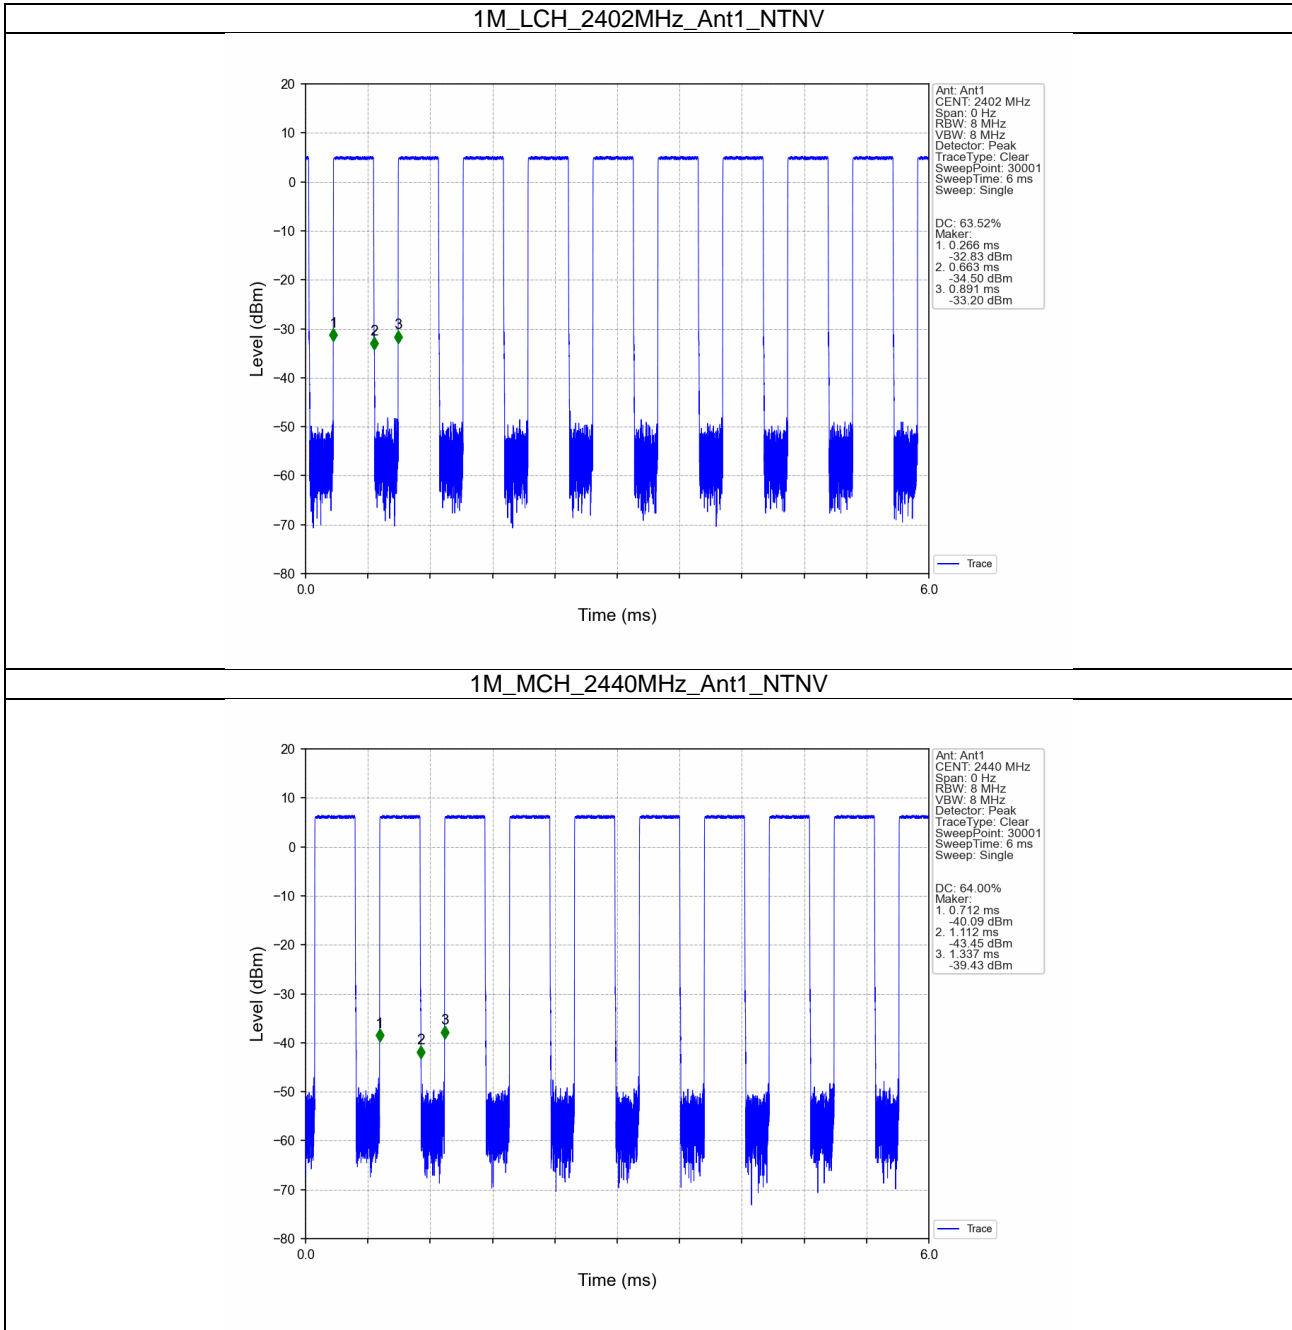 1M_LCH_2402MHz_Ant1_NTNV
20
10
0
−10
−20
−30
−40
−50
−60
−70
−80
Level (dBm)
1
2
3
0.0
6.0
Time (ms)
Ant: Ant1
CENT: 2402 MHz
Span: 0 Hz
RBW: 8 MHz
VBW: 8 MHz
Detector: Peak
TraceType: Clear
SweepPoint: 30001
SweepTime: 6 ms
Sweep: Single
DC: 63.52%
Maker:
1. 0.266 ms
-32.83 dBm
2. 0.663 ms
-34.50 dBm
3. 0.891 ms
-33.20 dBm
Trace
1M_MCH_2440MHz_Ant1_NTNV
20
10
0
−10
−20
−30
−40
−50
−60
−70
−80
Level (dBm)
1
2
3
0.0
6.0
Time (ms)
Ant: Ant1
CENT: 2440 MHz
Span: 0 Hz
RBW: 8 MHz
VBW: 8 MHz
Detector: Peak
TraceType: Clear
SweepPoint: 30001
SweepTime: 6 ms
Sweep: Single
DC: 64.00%
Maker:
1. 0.712 ms
-40.09 dBm
2. 1.112 ms
-43.45 dBm
3. 1.337 ms
-39.43 dBm
Trace